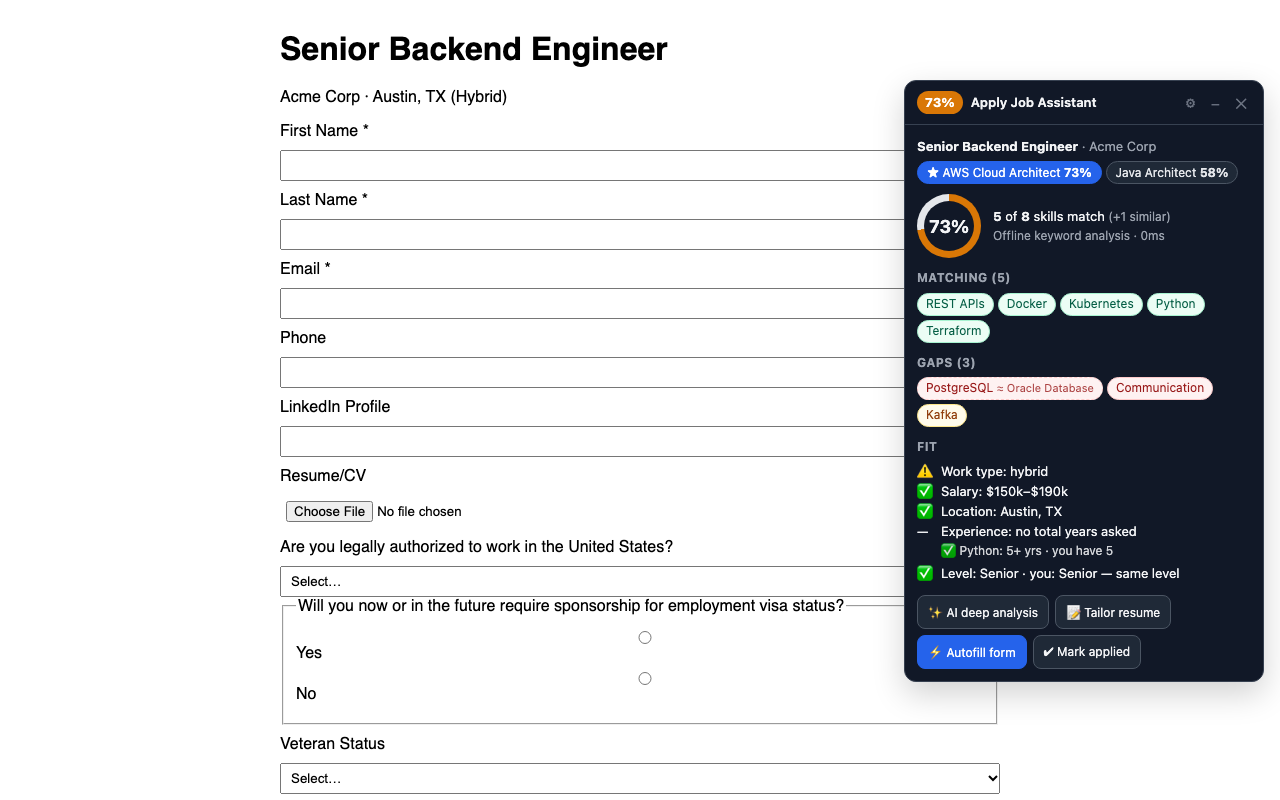 Senior Backend Engineer
Acme Corp · Austin, TX (Hybrid)
First Name *
Last Name *
Email *
Phone
LinkedIn Profile
Resume/CV
Choose File No file chosen
Are you legally authorized to work in the United States?
Select...
Will you now or in the future require sponsorship for employment visa status?
Yes
No
Veteran Status
Select...
73% Apply Job Assistant
Senior Backend Engineer · Acme Corp
AWS Cloud Architect 73% Java Architect 58%
73%
5 of 8 skills match (+1 similar)
Offline keyword analysis · 0ms
MATCHING (5)
REST APIs Docker Kubernetes Python
Terraform
GAPS (3)
PostgreSQL ≈ Oracle Database Communication
Kafka
FIT
Work type: hybrid
Salary: $150k–$190k
Location: Austin, TX
— Experience: no total years asked
Python: 5+ yrs · you have 5
Level: Senior · you: Senior — same level
AI deep analysis Tailor resume
Autofill form Mark applied